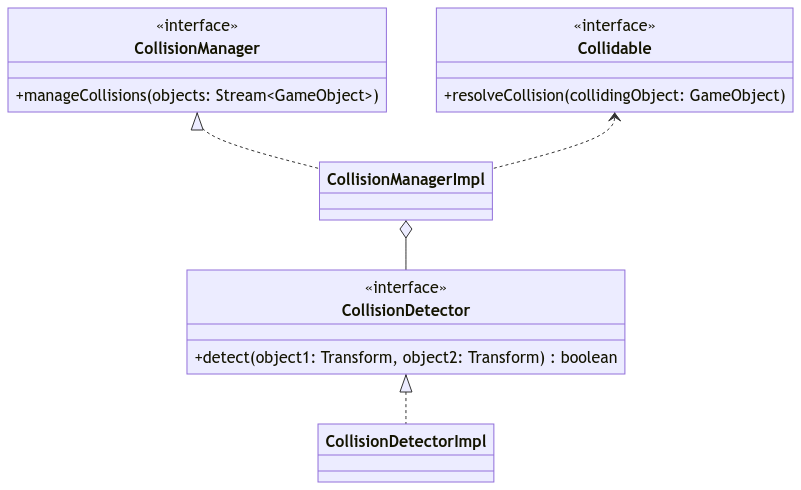 «interface»
CollisionManager
+manageCollisions(objects: Stream<GameObject>)
«interface»
Collidable
+resolveCollision(collidingObject: GameObject)
CollisionManagerImpl
«interface»
CollisionDetector
+detect(object1: Transform, object2: Transform) : boolean
CollisionDetectorImpl